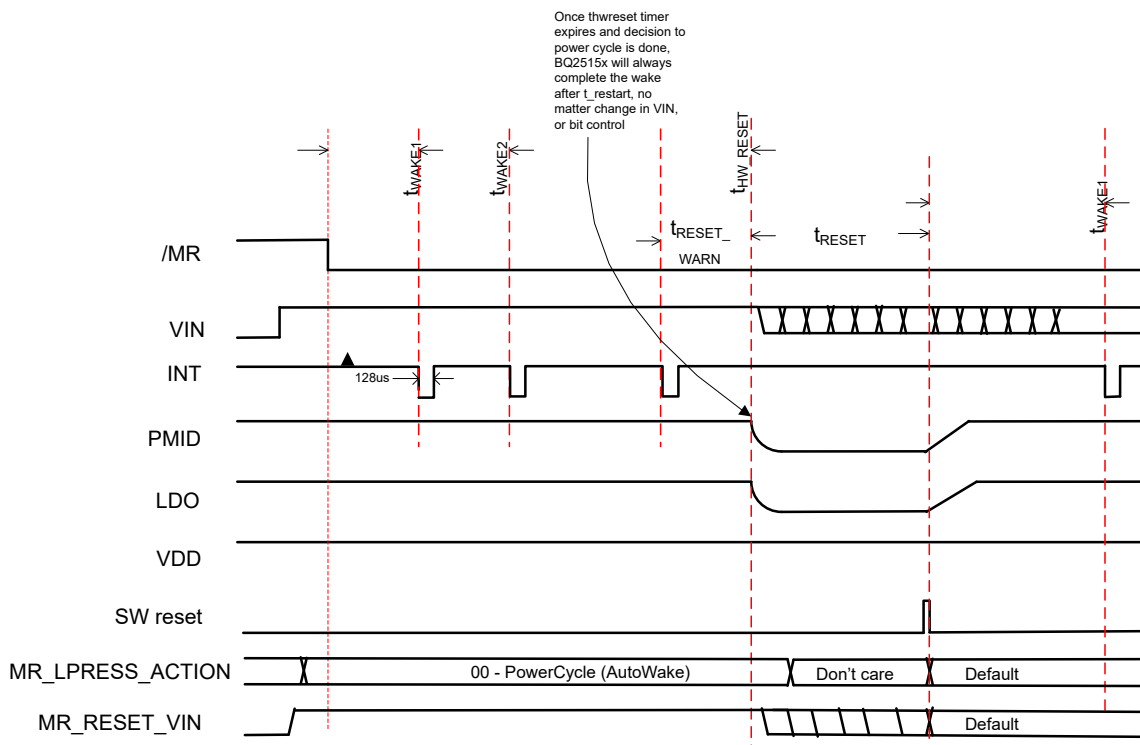 Once thwreset timer
expires and decision to
power cycle is done,
BQ2515x will always
complete the wake
after t_restart, no
matter change in VIN,
or bit control
tWAKE1
tWAKE2
tHW_RESET
tWAKE1
tRESET_
WARN
tRESET
/MR
VIN
INT
128us
PMID
LDO
VDD
SW reset
MR_LPRESS_ACTION
00 - PowerCycle (AutoWake)
Don't care
Default
MR_RESET_VIN
Default